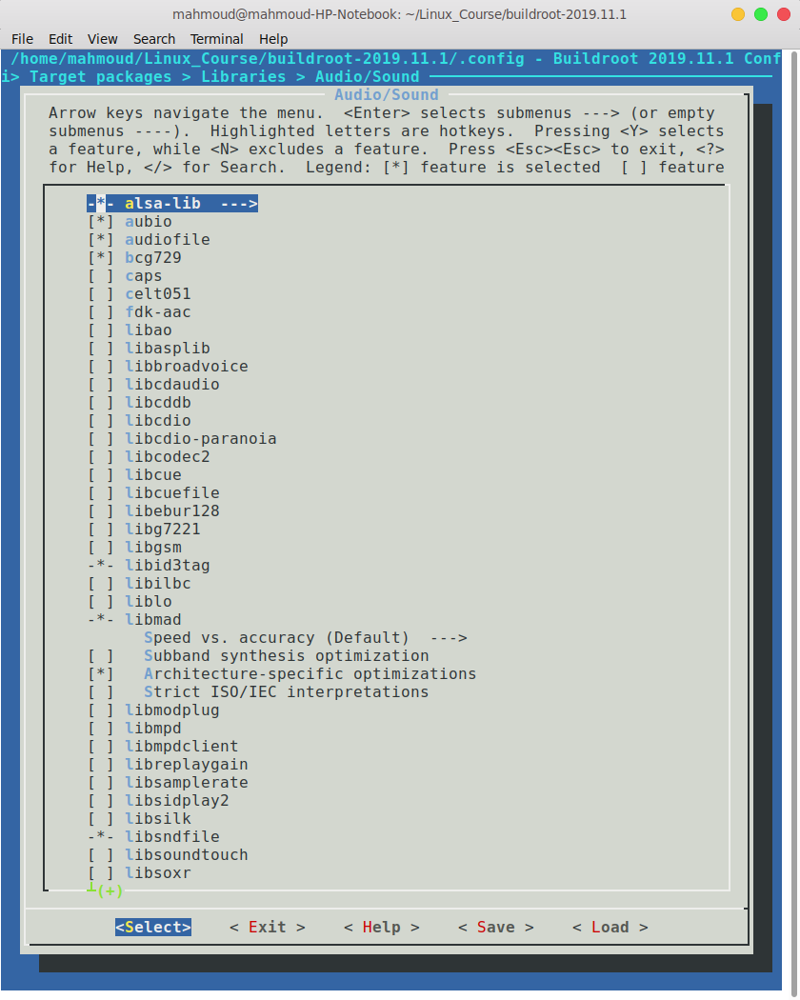 mahmoud@mahmoud-HP-Notebook: ~/Linux_Course/buildroot-2019.11.1
File Edit View Search Terminal Help
/home/mahmoud/Linux_Course/buildroot-2019.11.1/.config - Buildroot 2019.11.1 Conf
i> Target packages > Libraries > Audio/Sound
Audio/Sound
Arrow keys navigate the menu.  <Enter> selects submenus ---> (or empty
submenus ----).  Highlighted letters are hotkeys.  Pressing <Y> selects
a feature, while <N> excludes a feature.  Press <Esc><Esc> to exit, <?>
for Help, </> for Search.  Legend: [*] feature is selected  [ ] feature
-*- alsa-lib  --->
[*] aubio
[*] audiofile
[*] bcg729
[ ] caps
[ ] celt051
[ ] fdk-aac
[ ] libao
[ ] libasplib
[ ] libbroadvoice
[ ] libcdaudio
[ ] libcddb
[ ] libcdio
[ ] libcdio-paranoia
[ ] libcodec2
[ ] libcue
[ ] libcuefile
[ ] libebur128
[ ] libg7221
[ ] libgsm
-*- libid3tag
[ ] libilbc
[ ] liblo
-*- libmad
Speed vs. accuracy (Default)  --->
[ ]   Subband synthesis optimization
[*]   Architecture-specific optimizations
[ ]   Strict ISO/IEC interpretations
[ ] libmodplug
[ ] libmpd
[ ] libmpdclient
[ ] libreplaygain
[ ] libsamplerate
[ ] libsidplay2
[ ] libsilk
-*- libsndfile
[ ] libsoundtouch
[ ] libsoxr
┴(+)
<Select>    < Exit >    < Help >    < Save >    < Load >